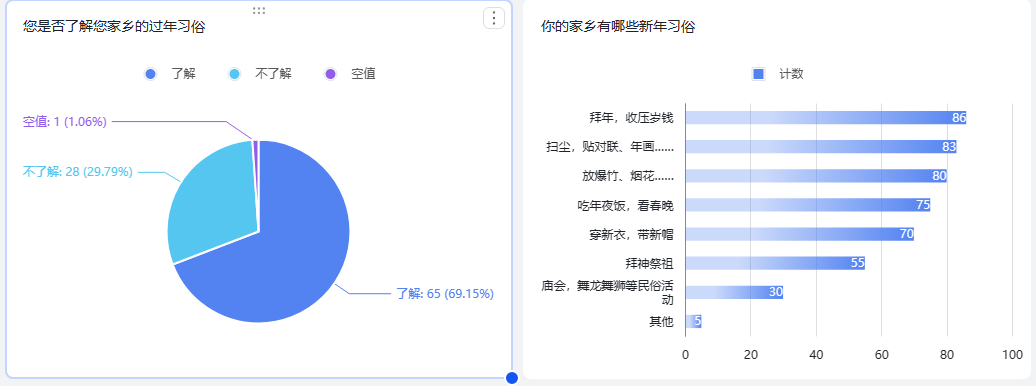 您是否了解您家乡的过年习俗
了解 不了解 空值
空值: 1 (1.06%)
不了解: 28 (29.79%)
了解: 65 (69.15%)
你的家乡有哪些新年习俗
计数
拜年，收压岁钱 86
扫尘，贴对联、年画...... 83
放爆竹、烟花...... 80
吃年夜饭，看春晚 75
穿新衣，带新帽 70
拜神祭祖 55
庙会，舞龙舞狮等民俗活
动 30
其他 5
0 20 40 60 80 100